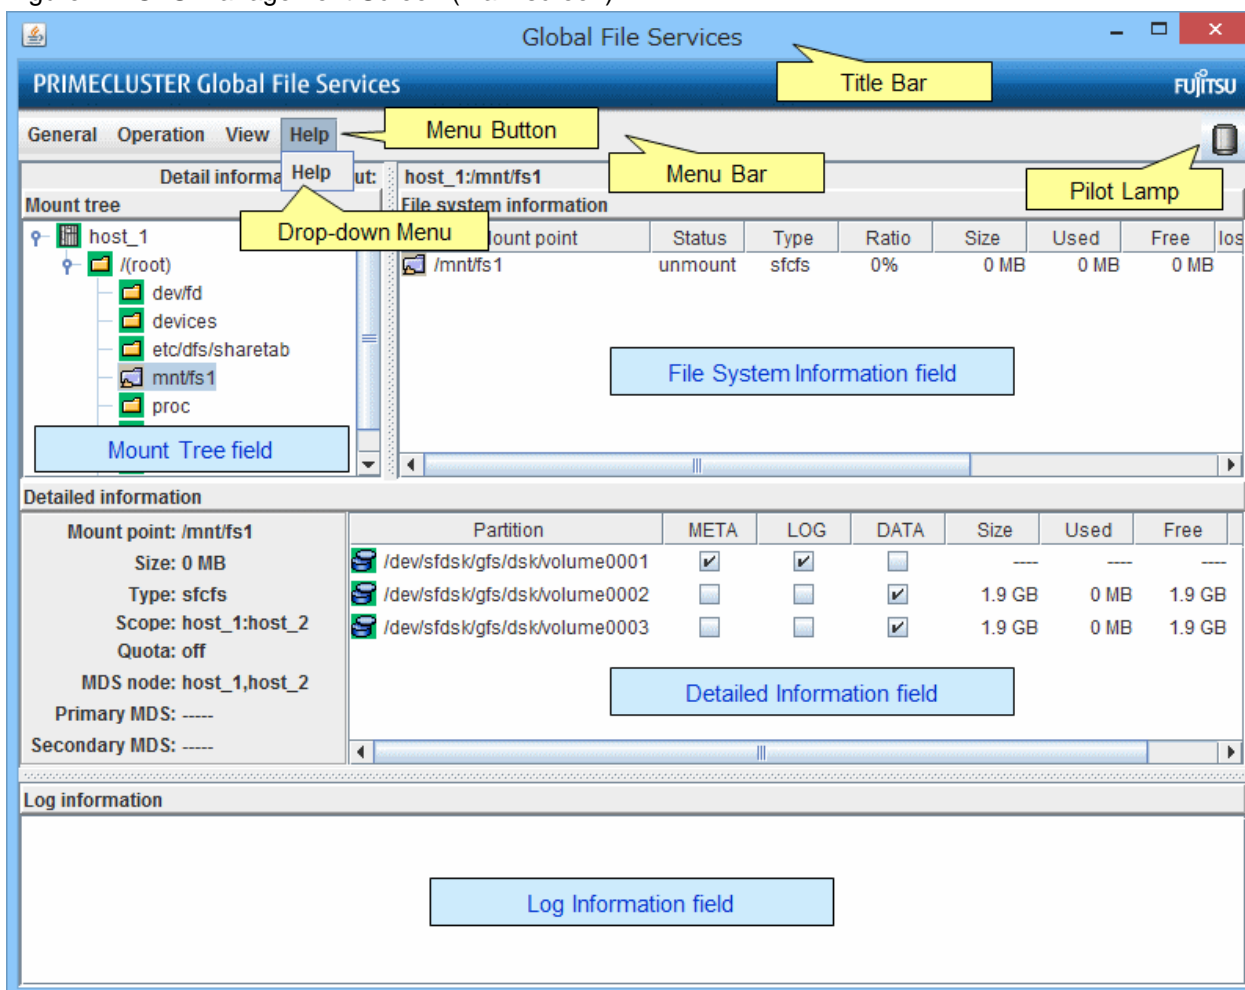 Global File Services
PRIMECLUSTER Global File Services
Title Bar
FUJITSU
General Operation View Help
Menu Button
Help
Menu Bar
Pilot Lamp
Drop-down Menu
Detail informa ut: host_1:/mnt/fs1
Mount tree
File system information
host_1
/(root)
dev/fd
devices
etc/dfs/sharetab
mnt/fs1
proc
Mount Tree field
Mount point Status Type Ratio Size Used Free los
/mnt/fs1 unmount sfcfs 0% 0 MB 0 MB 0 MB
File System Information field
Detailed information
Mount point: /mnt/fs1
Size: 0 MB
Type: sfcfs
Scope: host_1:host_2
Quota: off
MDS node: host_1,host_2
Primary MDS: -----
Secondary MDS: -----
Partition META LOG DATA Size Used Free
/dev/sfdsk/gfs/dsk/volume0001 ---- ---- ----
/dev/sfdsk/gfs/dsk/volume0002 1.9 GB 0 MB 1.9 GB
/dev/sfdsk/gfs/dsk/volume0003 1.9 GB 0 MB 1.9 GB
Detailed Information field
Log information
Log Information field